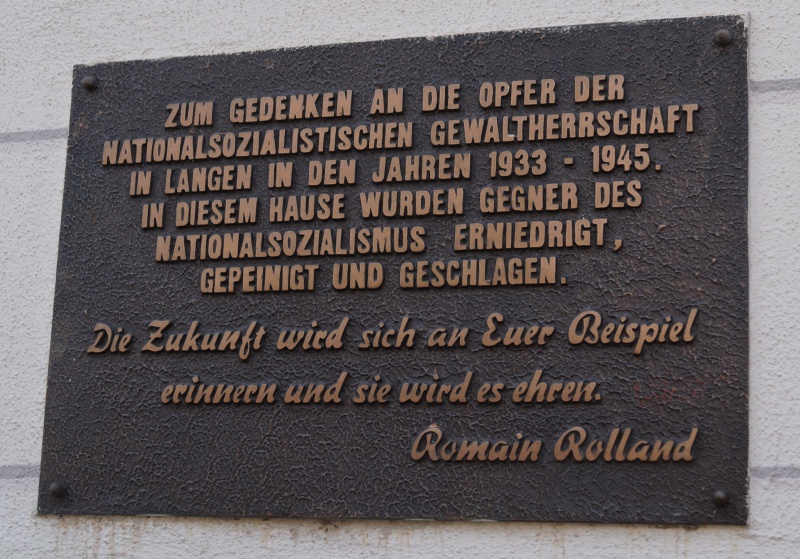 ZUM GEDENKEN AN DIE OPFER DER
NATIONALSOZIALISTISCHEN GEWALTHERRSCHAFT
IN LANGEN IN DEN JAHREN 1933 - 1945.
IN DIESEM HAUSE WURDEN GEGNER DES
NATIONALSOZIALISMUS ERNIEDRIGT,
GEPEINIGT UND GESCHLAGEN.
Die Zukunft wird sich an Euer Beispiel
erinnern und sie wird es ehren.
Romain Rolland